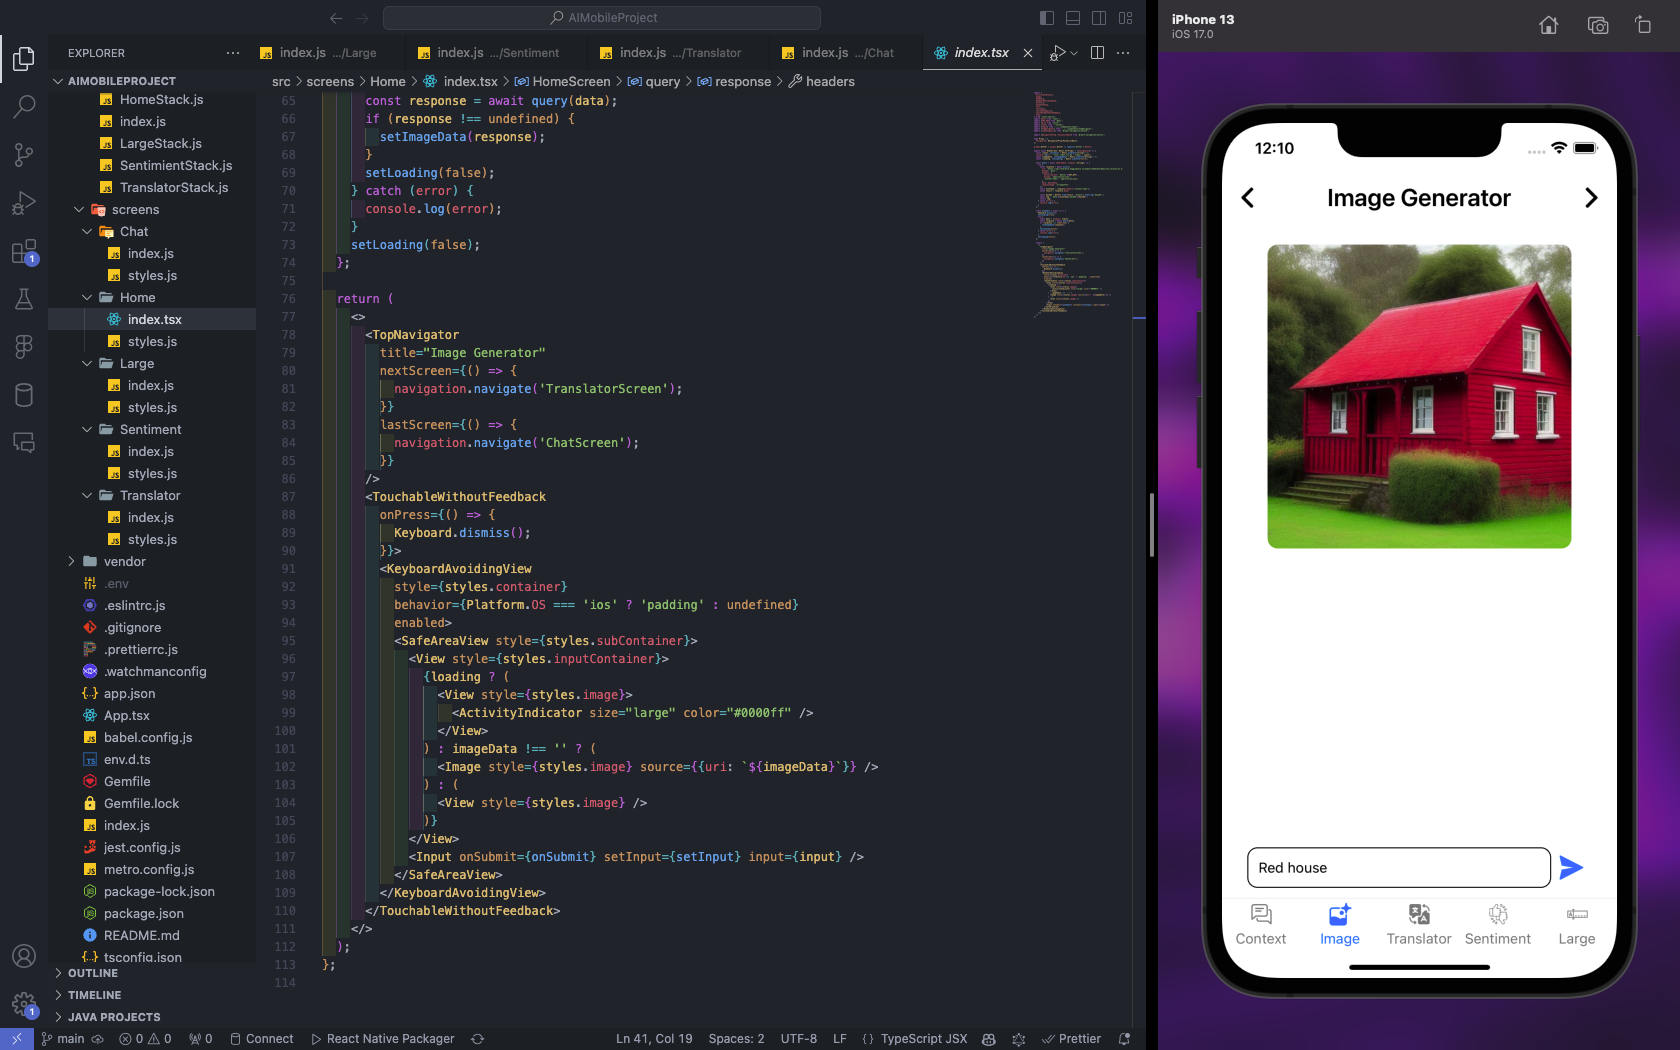 AIMobileProject
EXPLORER
index.js .../Large
index.js .../Sentiment
index.js .../Translator
index.js .../Chat
index.tsx
AIMOBILEPROJECT
src > screens > Home > index.tsx > HomeScreen > query > response > headers
HomeStack.js
index.js
LargeStack.js
SentimientStack.js
TranslatorStack.js
screens
Chat
index.js
styles.js
Home
index.tsx
styles.js
Large
index.js
styles.js
Sentiment
index.js
styles.js
Translator
index.js
styles.js
vendor
.env
.eslintrc.js
.gitignore
.prettierrc.js
.watchmanconfig
app.json
App.tsx
babel.config.js
env.d.ts
Gemfile
Gemfile.lock
index.js
jest.config.js
metro.config.js
package-lock.json
package.json
README.md
tsconfig.json
OUTLINE
TIMELINE
JAVA PROJECTS
65 const response = await query(data);
66 if (response !== undefined) {
67 setImageData(response);
68 }
69 setLoading(false);
70 } catch (error) {
71 console.log(error);
72 }
73 setLoading(false);
74 };
75
76 return (
77 <>
78 <TopNavigator
79 title="Image Generator"
80 nextScreen={() => {
81 navigation.navigate('TranslatorScreen');
82 }}
83 lastScreen={() => {
84 navigation.navigate('ChatScreen');
85 }}
86 />
87 <TouchableWithoutFeedback
88 onPress={() => {
89 Keyboard.dismiss();
90 }}>
91 <KeyboardAvoidingView
92 style={styles.container}
93 behavior={Platform.OS === 'ios' ? 'padding' : undefined}
94 enabled>
95 <SafeAreaView style={styles.subContainer}>
96 <View style={styles.inputContainer}>
97 {loading ? (
98 <View style={styles.image}>
99 <ActivityIndicator size="large" color="#0000ff" />
100 </View>
101 ) : imageData !== '' ? (
102 <Image style={styles.image} source={{uri: `${imageData}`}} />
103 ) : (
104 <View style={styles.image} />
105 )}
106 </View>
107 <Input onSubmit={onSubmit} setInput={setInput} input={input} />
108 </SafeAreaView>
109 </KeyboardAvoidingView>
110 </TouchableWithoutFeedback>
111 </>
112 );
113 };
114
1
1
main 0 0 0 Connect React Native Packager
Ln 41, Col 19 Spaces: 2 UTF-8 LF {} TypeScript JSX Prettier
iPhone 13
iOS 17.0
12:10
Image Generator
Red house
Context Image Translator Sentiment Large